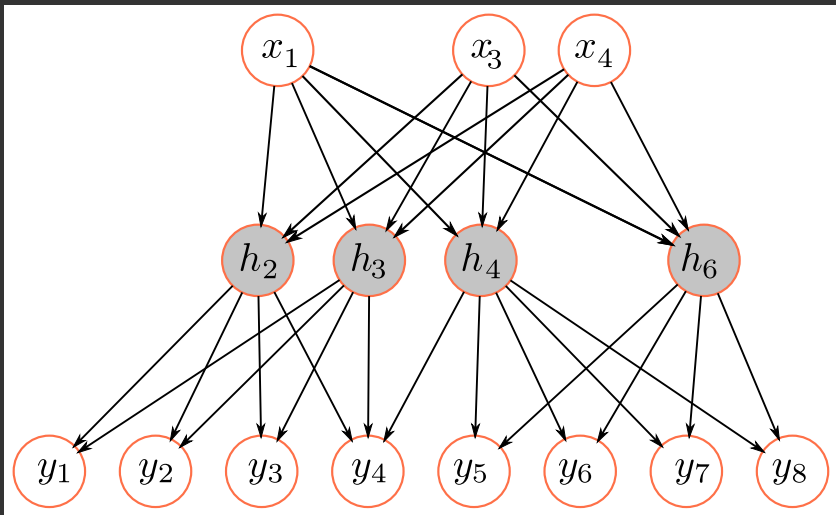 x₁ x₃ x₄
h₂ h₃ h₄ h₆
y₁ y₂ y₃ y₄ y₅ y₆ y₇ y₈